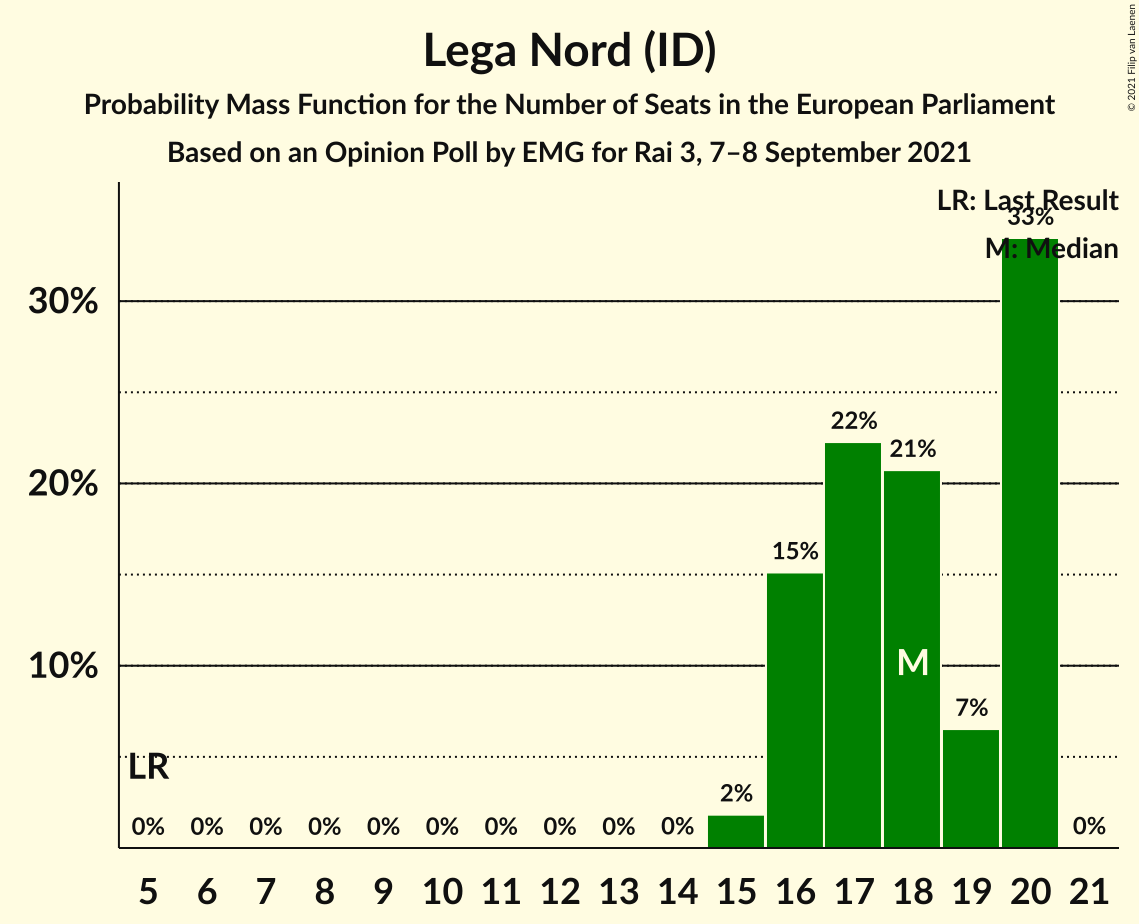 Lega Nord (ID)
Probability Mass Function for the Number of Seats in the European Parliament
Based on an Opinion Poll by EMG for Rai 3, 7–8 September 2021
© 2021 Filip van Laenen
LR: Last Result
M: Median
33%
30%
22%
21%
20%
15%
M
10%
7%
LR
2%
0% 0% 0% 0% 0% 0% 0% 0% 0% 0% 0%
5 6 7 8 9 10 11 12 13 14 15 16 17 18 19 20 21